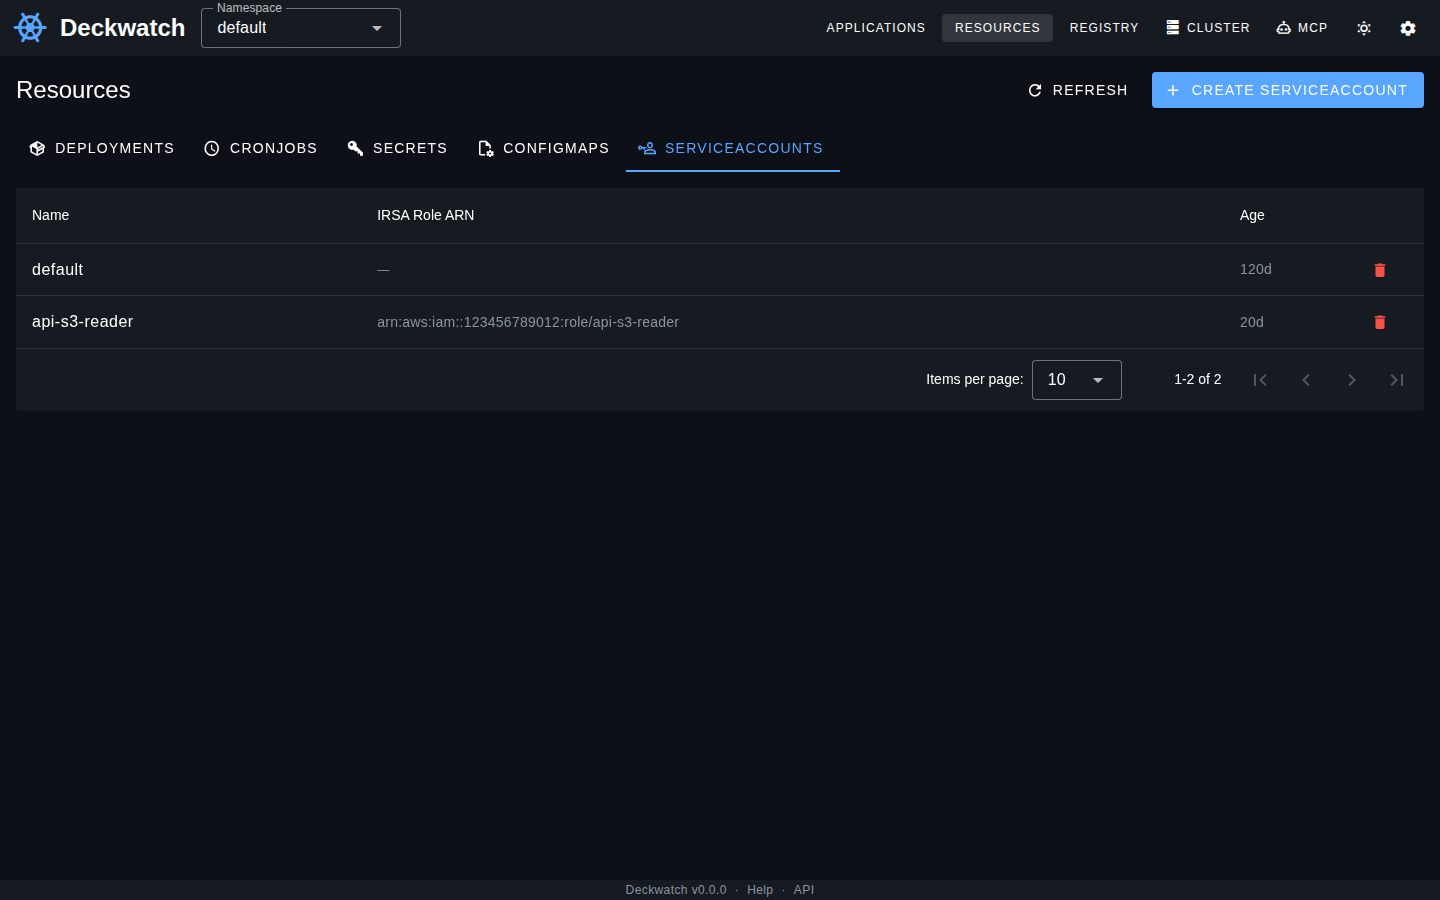 Deckwatch
Namespace
default
APPLICATIONS
RESOURCES
REGISTRY
CLUSTER
MCP
Resources
REFRESH
CREATE SERVICEACCOUNT
DEPLOYMENTS
CRONJOBS
SECRETS
CONFIGMAPS
SERVICEACCOUNTS
Name IRSA Role ARN Age
default — 120d
api-s3-reader arn:aws:iam::123456789012:role/api-s3-reader 20d
Items per page: 10 1-2 of 2
Deckwatch v0.0.0 · Help · API